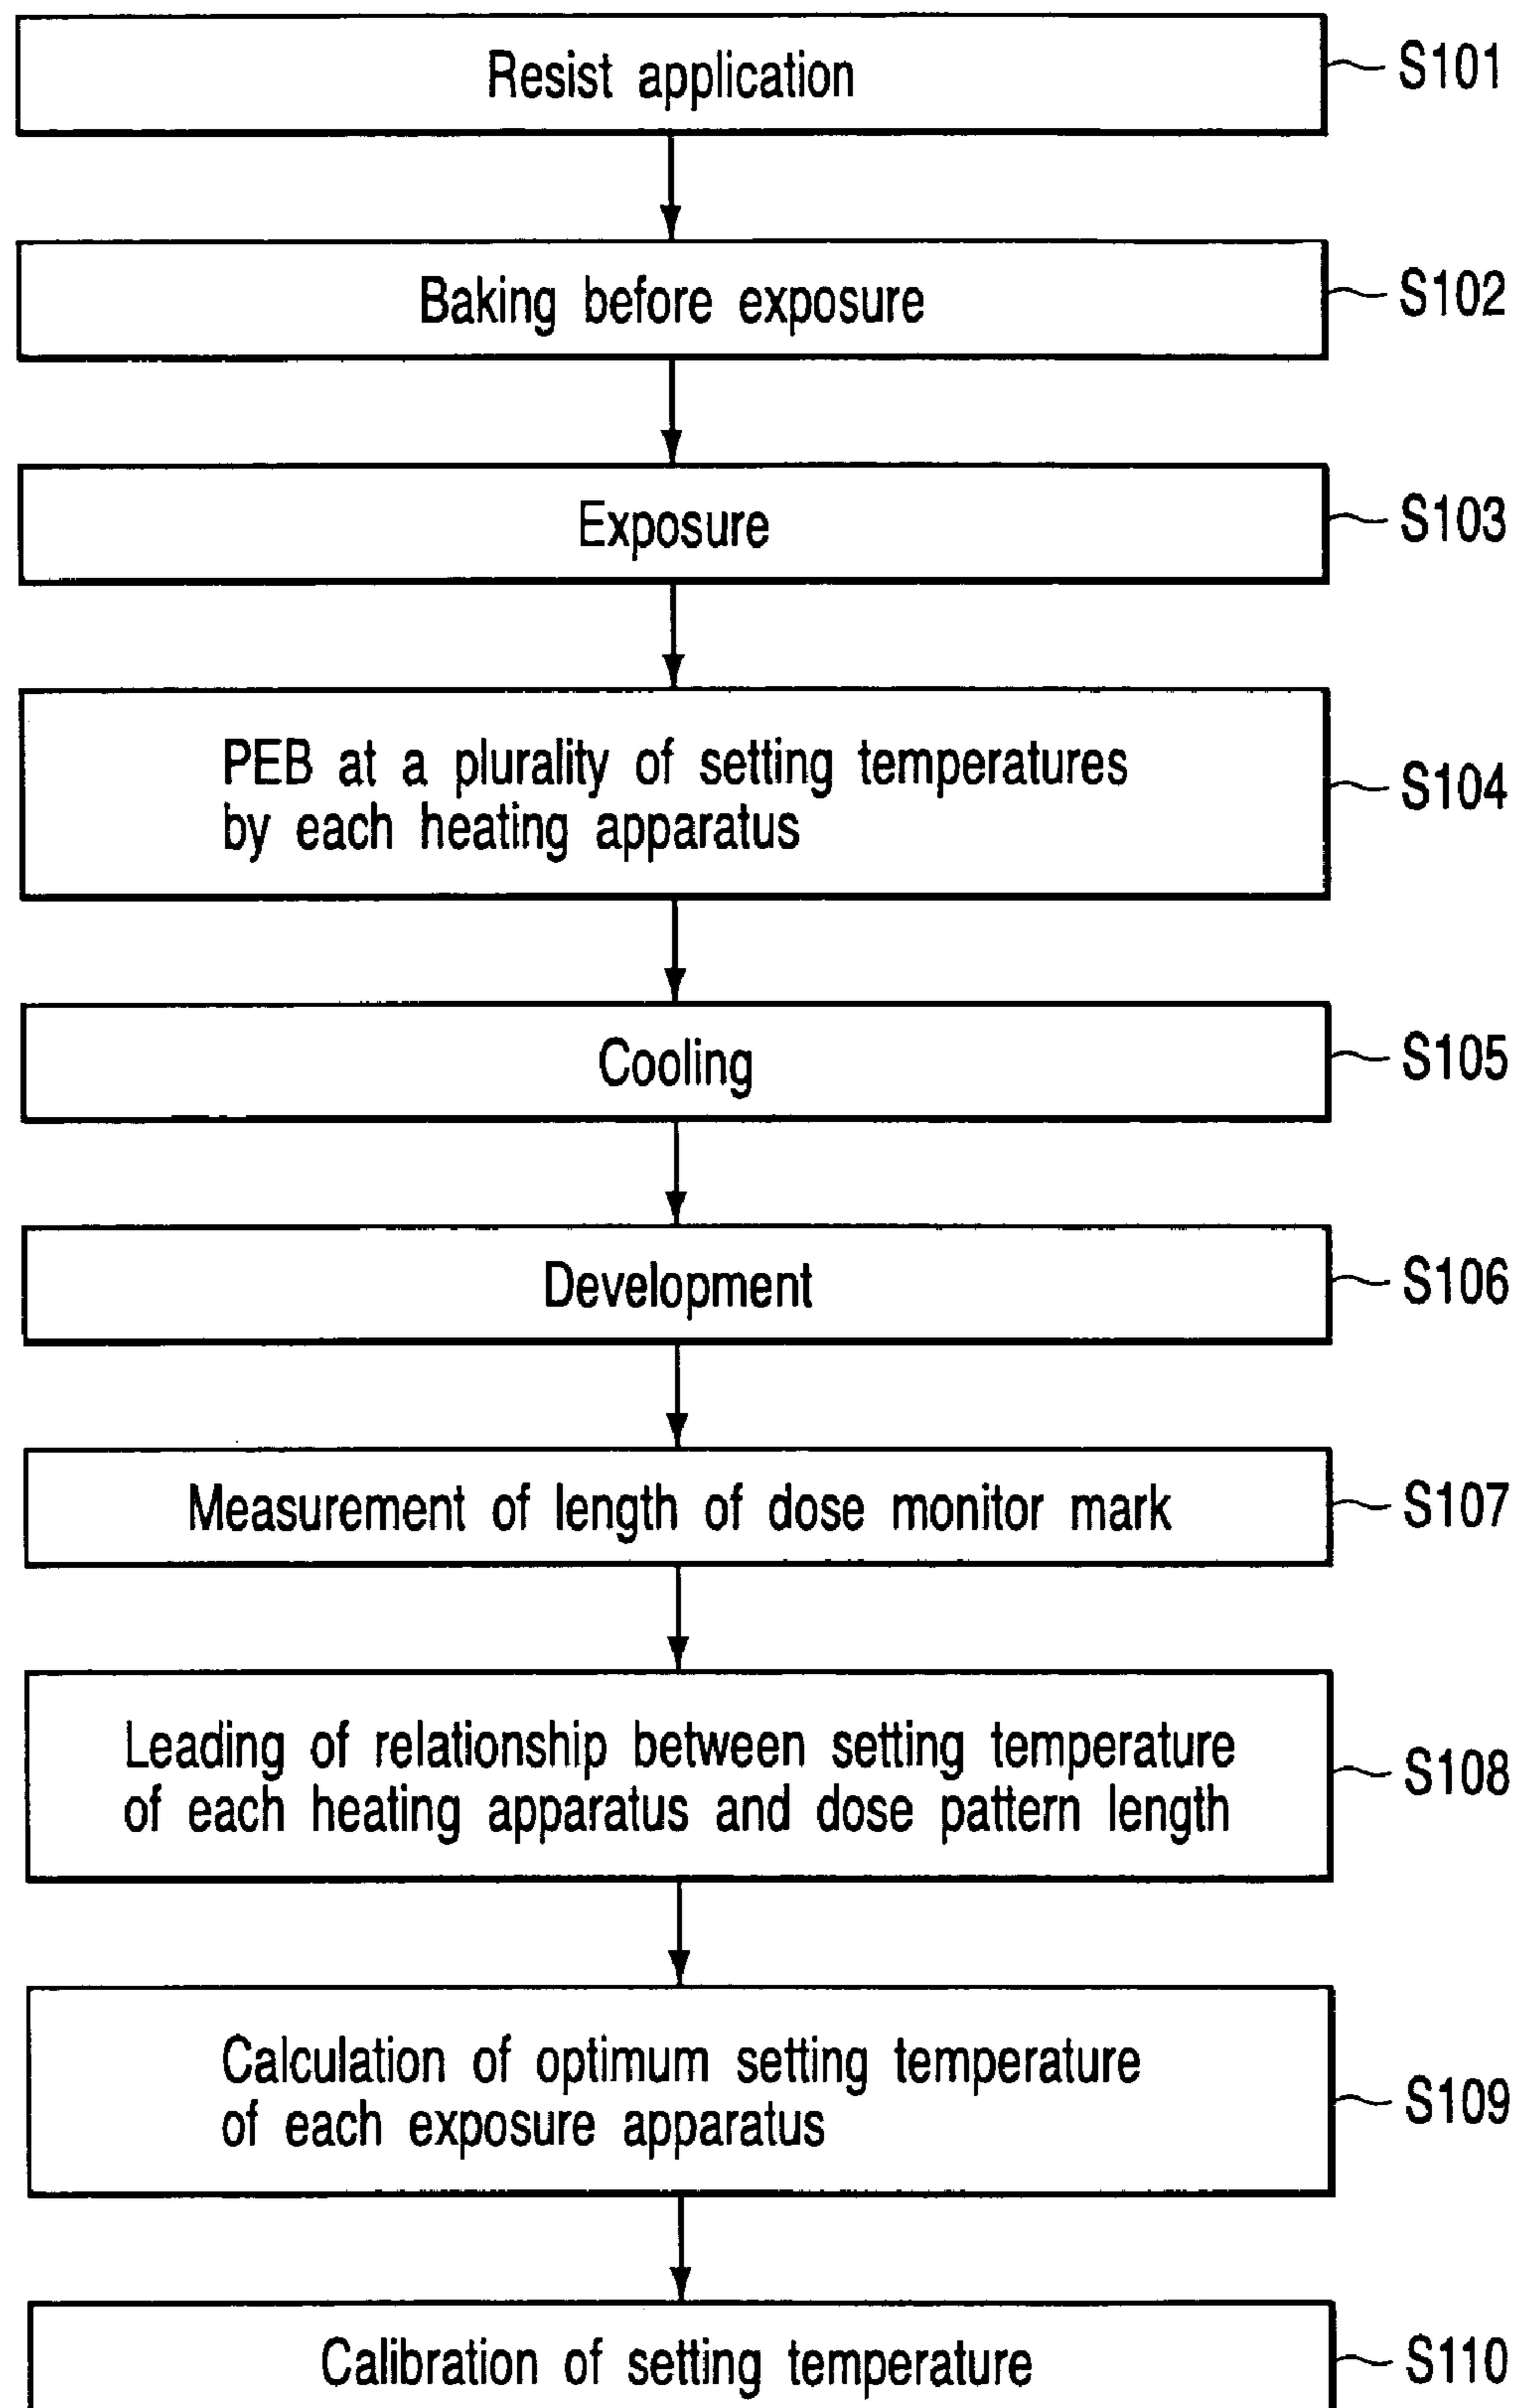 Resist application
S101
Baking before exposure
S102
Exposure
S103
PEB at a plurality of setting temperatures
by each heating apparatus
S104
Cooling
S105
Development
S106
Measurement of length of dose monitor mark
S107
Leading of relationship between setting temperature
of each heating apparatus and dose pattern length
S108
Calculation of optimum setting temperature
of each exposure apparatus
S109
Calibration of setting temperature
S110